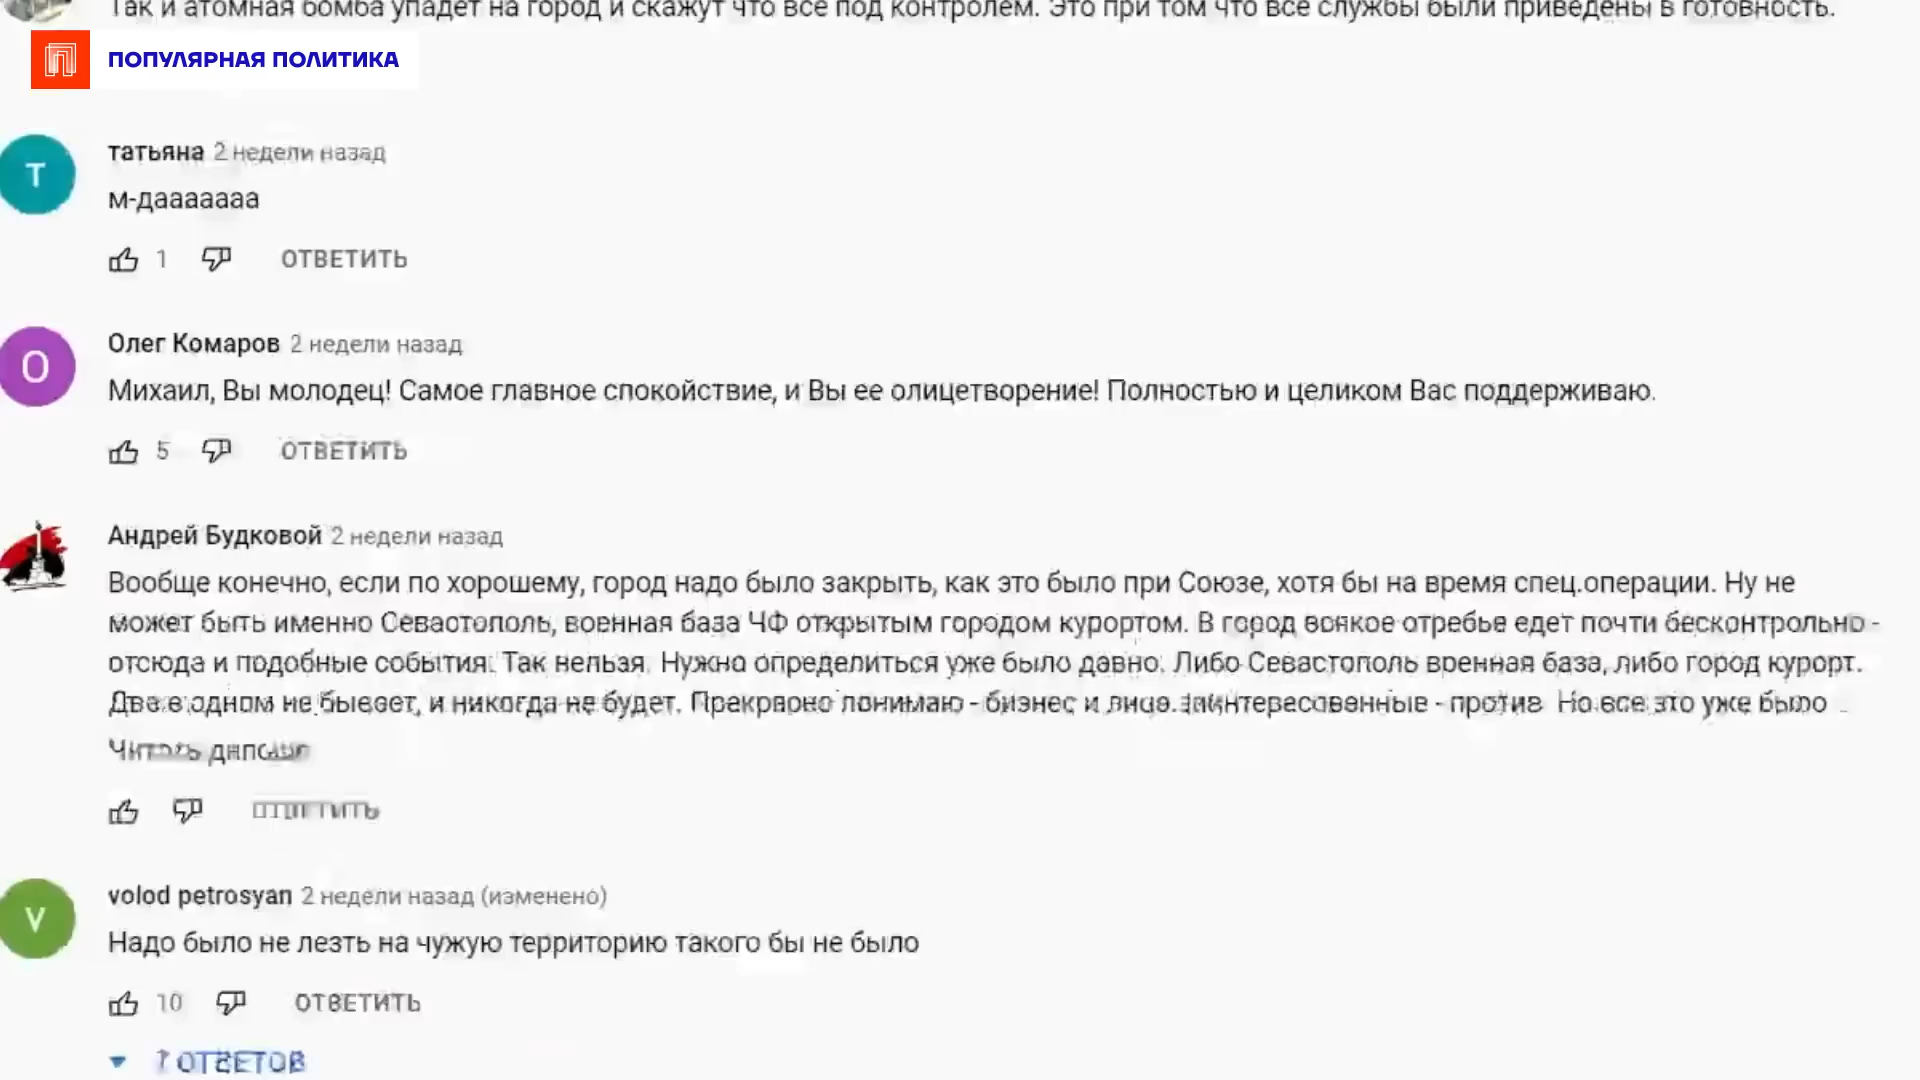 Так и атомная бомба упадет на город и скажут что все под контролем. Это при том что все службы были приведены в готовность.
ПОПУЛЯРНАЯ ПОЛИТИКА
Т
татьяна 2 недели назад
м-дааааааа
1 ОТВЕТИТЬ
О
Олег Комаров 2 недели назад
Михаил, Вы молодец! Самое главное спокойствие, и Вы ее олицетворение! Полностью и целиком Вас поддерживаю.
5 ОТВЕТИТЬ
Андрей Будковой 2 недели назад
Вообще конечно, если по хорошему, город надо было закрыть, как это было при Союзе, хотя бы на время спец.операции. Ну не
может быть именно Севастополь, военная база ЧФ открытым городом курортом. В город всякое отребье едет почти бесконтрольно -
отсюда и подобные события. Так нельзя. Нужно определиться уже было давно. Либо Севастополь военная база, либо город курорт.
Два в одном не бывает, и никогда не будет. Прекрасно понимаю - бизнес и лица заинтересованные - против. Но все это уже было
Читать дальше
ОТВЕТИТЬ
V
volod petrosyan 2 недели назад (изменено)
Надо было не лезть на чужую территорию такого бы не было
10 ОТВЕТИТЬ
ОТВЕТОВ